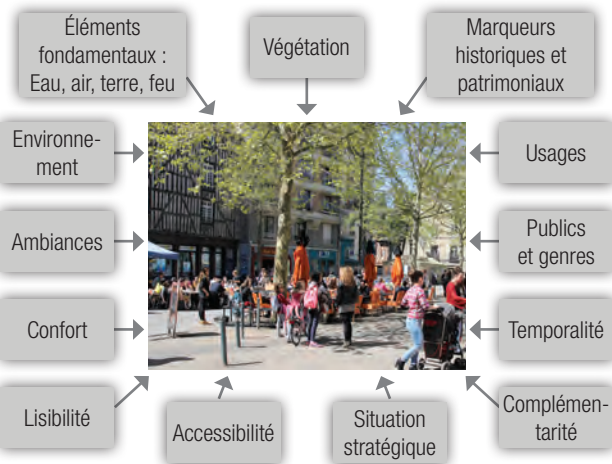 Éléments
fondamentaux :
Eau, air, terre, feu
Végétation
Marqueurs
historiques et
patrimoniaux
Environne-
ment
Usages
Ambiances
Publics
et genres
Confort
Temporalité
Lisibilité
Accessibilité
Situation
stratégique
Complémen-
tarité